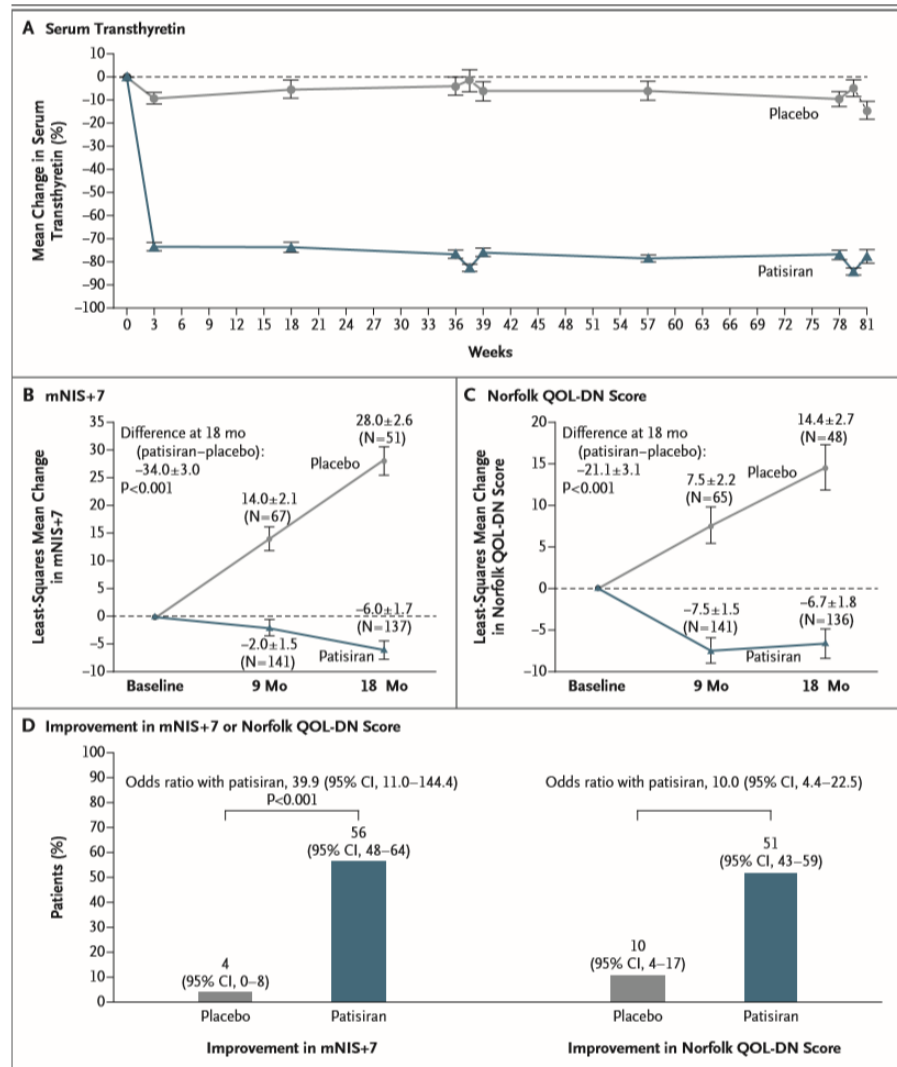 A Serum Transthyretin
Mean Change in Serum
Transthyretin (%)
10
0
−10
−20
−30
−40
−50
−60
−70
−80
−90
−100
Placebo
Patisiran
0 3 6 9 12 15 18 21 24 27 30 33 36 39 42 45 48 51 54 57 60 63 66 69 72 75 78 81
Weeks
B mNIS+7
Least-Squares Mean Change
in mNIS+7
35
30
25
20
15
10
5
0
−5
−10
Difference at 18 mo
(patisiran−placebo):
−34.0±3.0
P<0.001
28.0±2.6
(N=51)
Placebo
14.0±2.1
(N=67)
−6.0±1.7
(N=137)
−2.0±1.5
(N=141)
Patisiran
Baseline 9 Mo 18 Mo
C Norfolk QOL-DN Score
Least-Squares Mean Change
in Norfolk QOL-DN Score
20
15
10
5
0
−5
−10
Difference at 18 mo
(patisiran−placebo):
−21.1±3.1
P<0.001
14.4±2.7
(N=48)
Placebo
7.5±2.2
(N=65)
−7.5±1.5
(N=141)
−6.7±1.8
(N=136)
Patisiran
Baseline 9 Mo 18 Mo
D Improvement in mNIS+7 or Norfolk QOL-DN Score
Patients (%)
100
90
80
70
60
50
40
30
20
10
0
Odds ratio with patisiran, 39.9 (95% CI, 11.0–144.4)
P<0.001
56
(95% CI, 48–64)
4
(95% CI, 0–8)
Placebo Patisiran
Improvement in mNIS+7
Odds ratio with patisiran, 10.0 (95% CI, 4.4–22.5)
51
(95% CI, 43–59)
10
(95% CI, 4–17)
Placebo Patisiran
Improvement in Norfolk QOL-DN Score